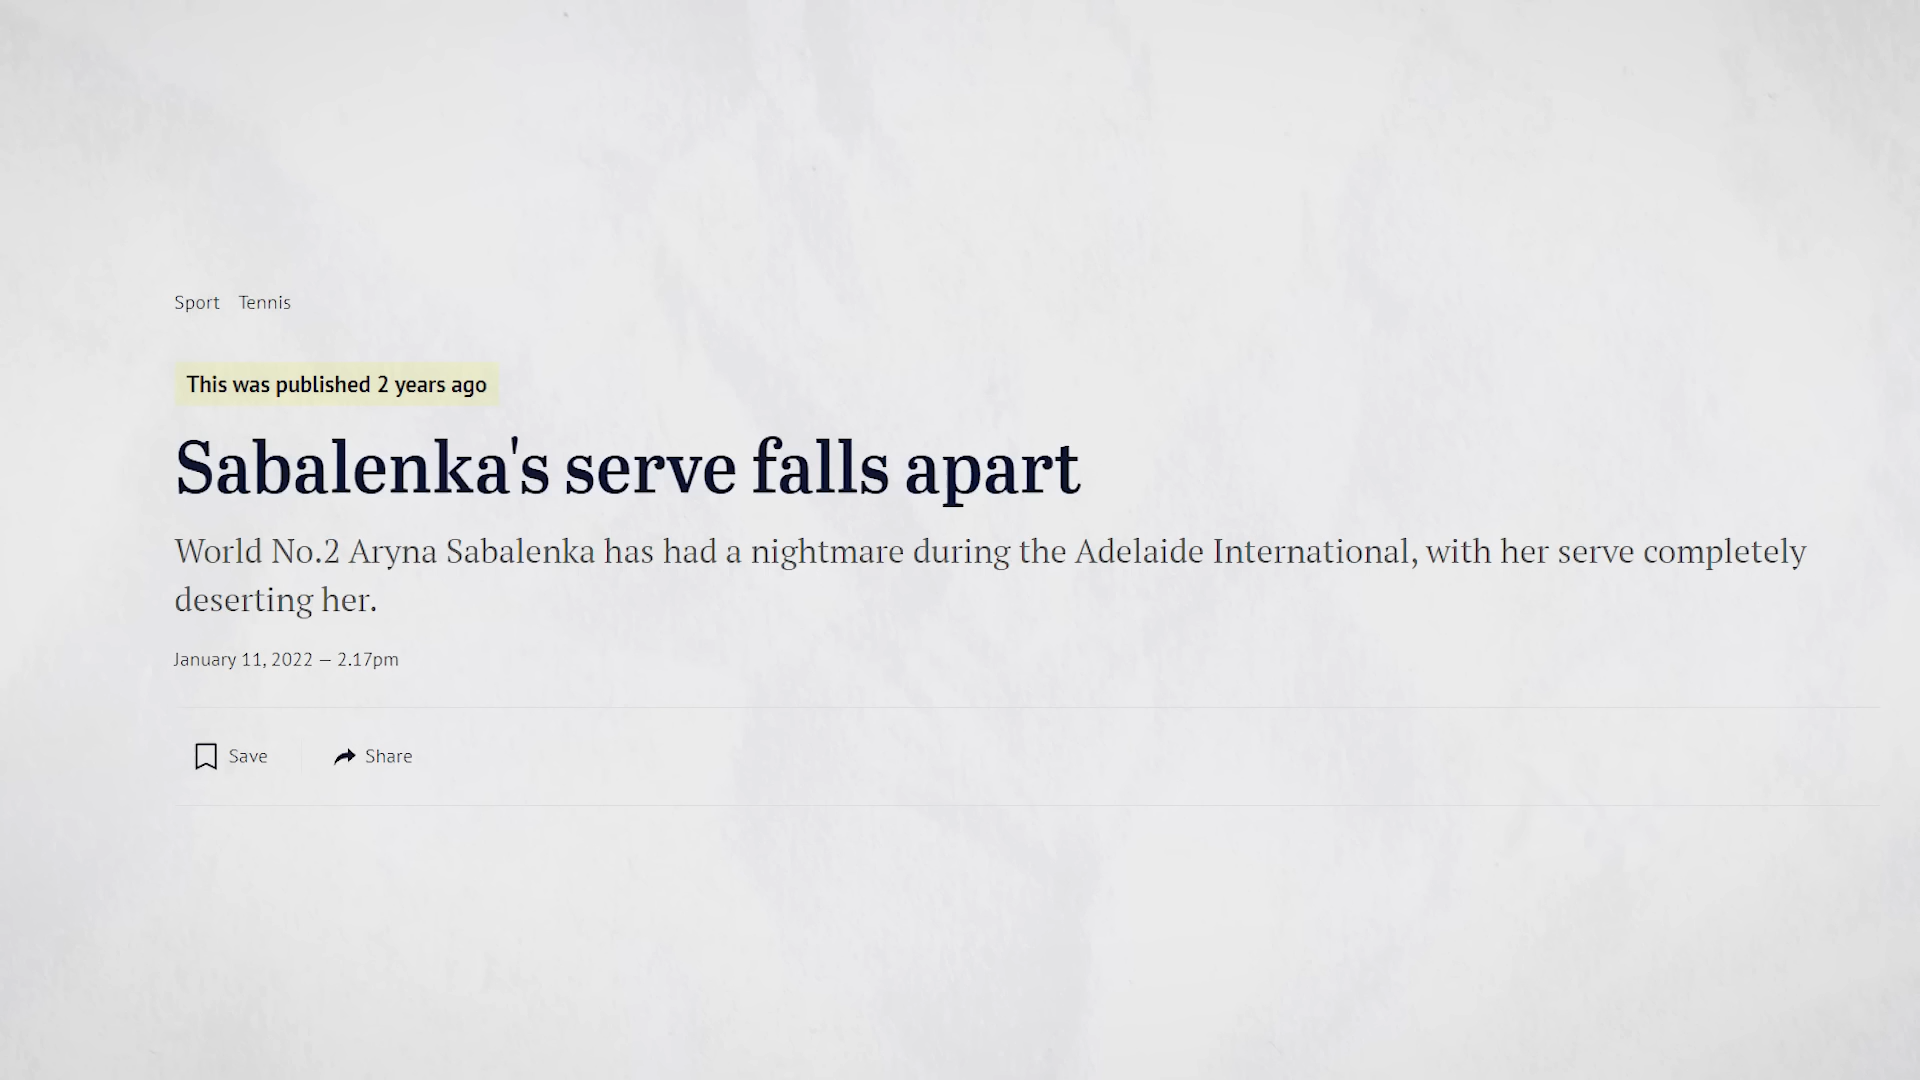 Sport Tennis
This was published 2 years ago
Sabalenka's serve falls apart
World No.2 Aryna Sabalenka has had a nightmare during the Adelaide International, with her serve completely
deserting her.
January 11, 2022 — 2.17pm
Save Share